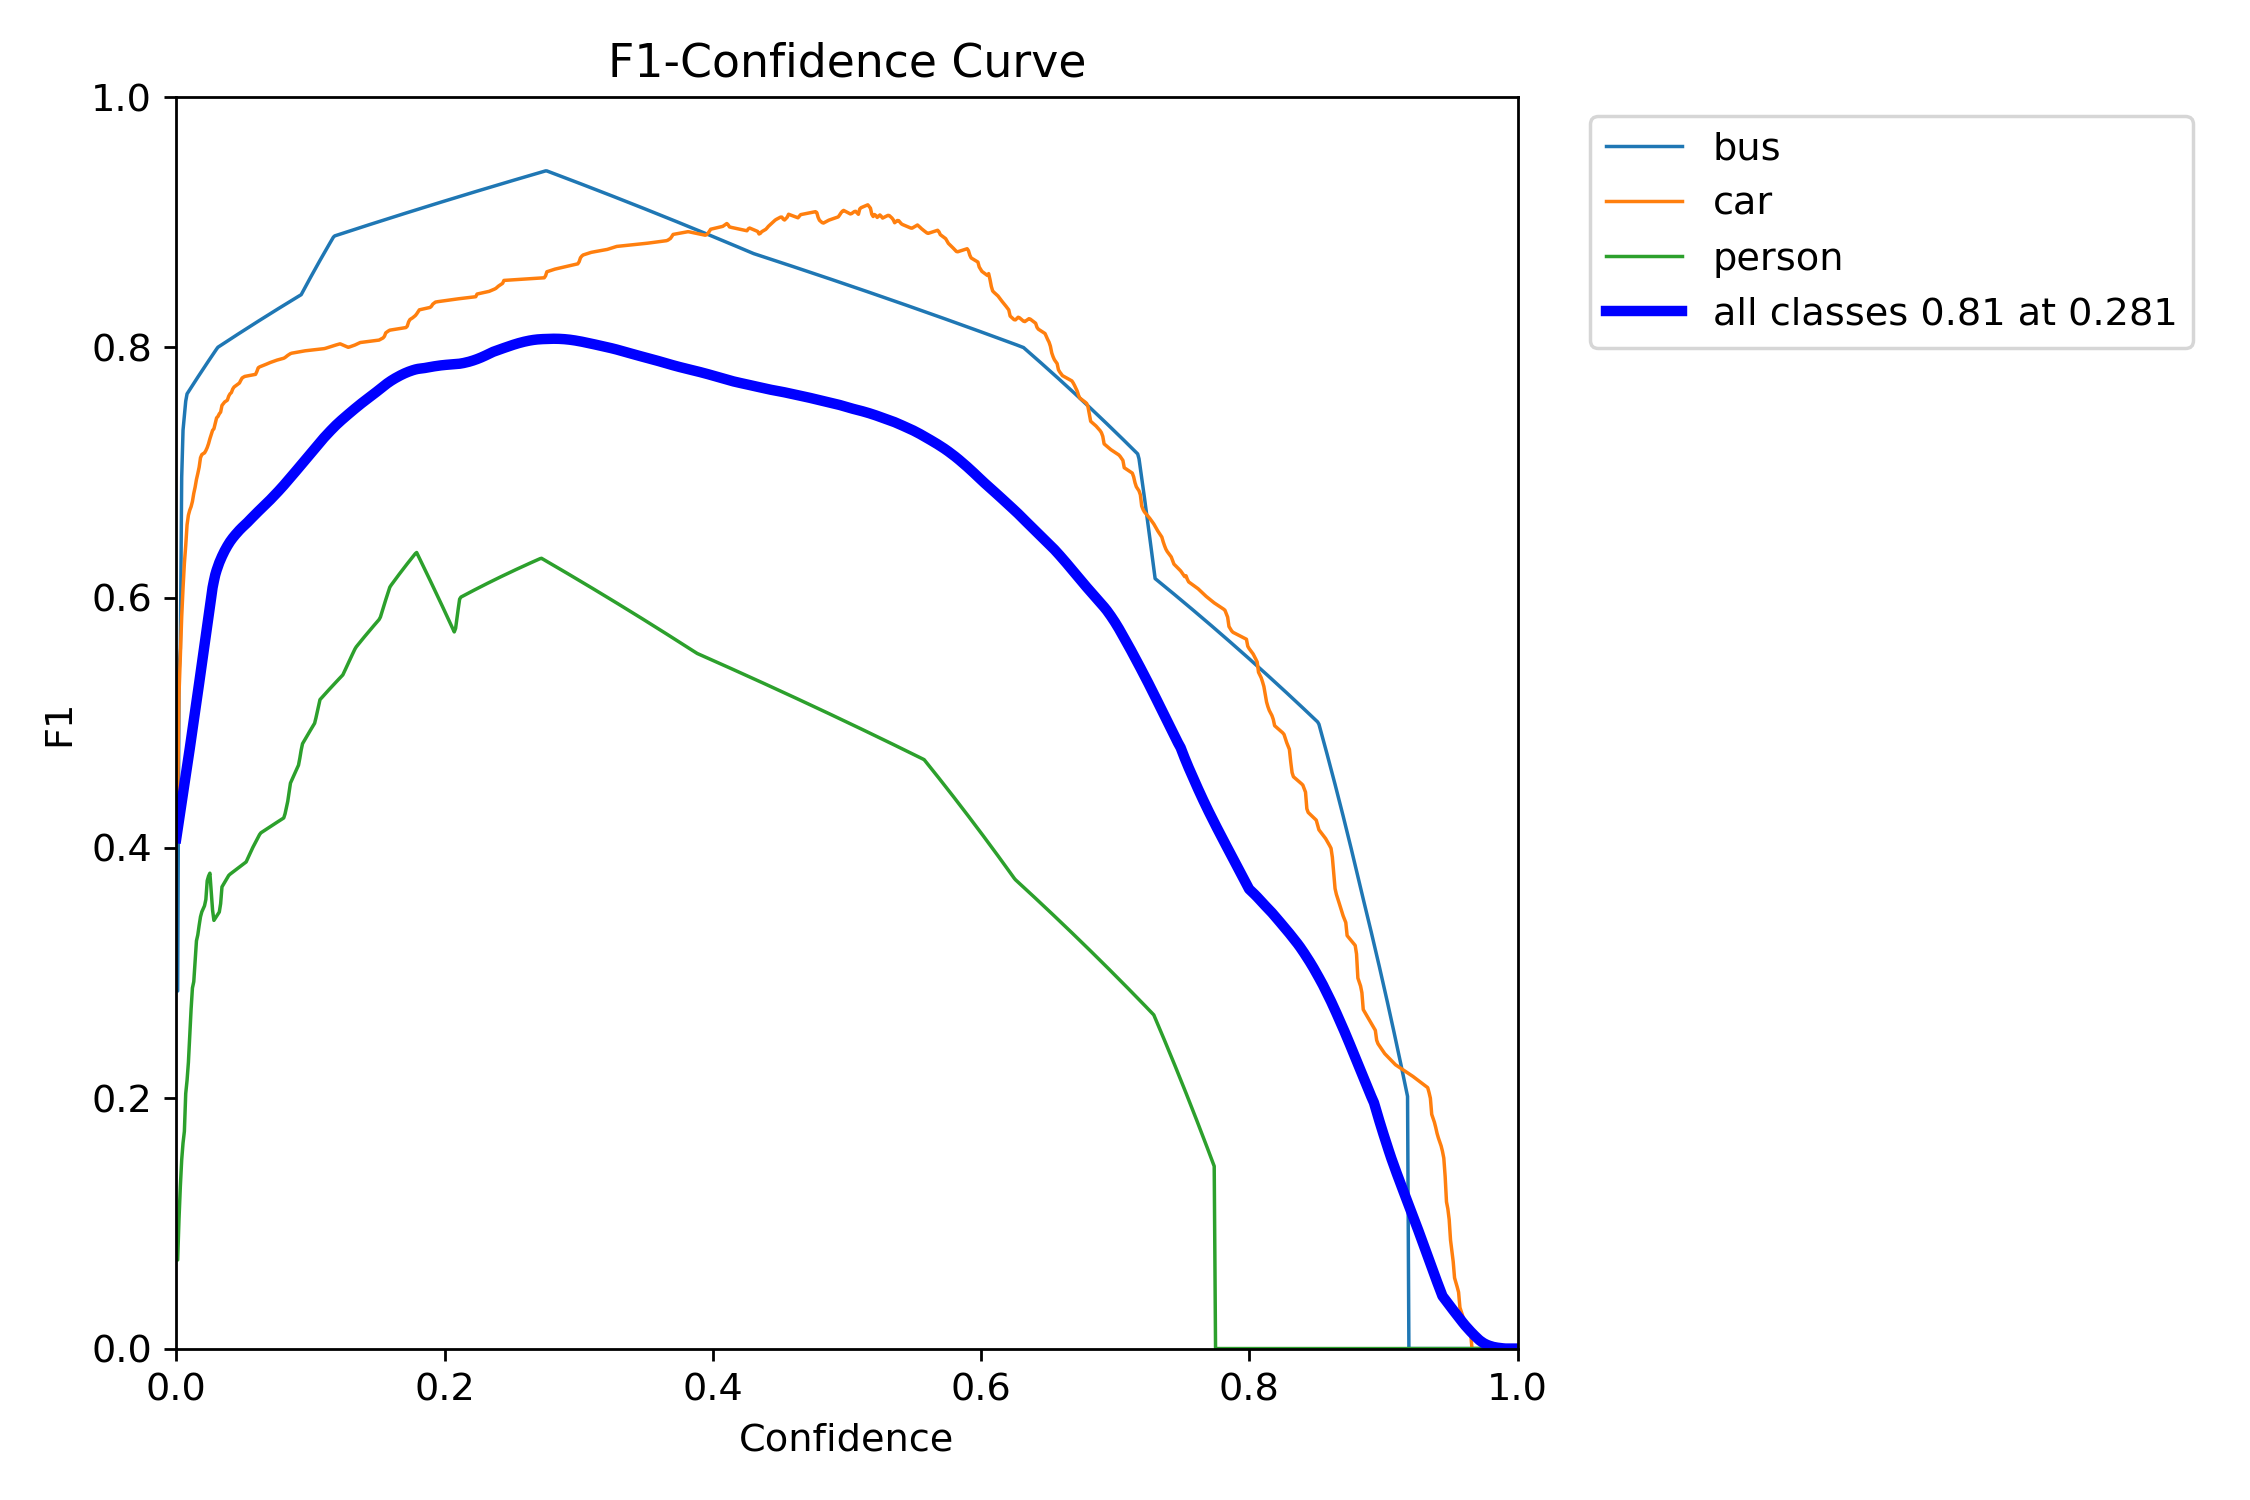 F1-Confidence Curve
1.0
0.8
0.6
0.4
0.2
0.0
F1
0.0 0.2 0.4 0.6 0.8 1.0
Confidence
bus
car
person
all classes 0.81 at 0.281